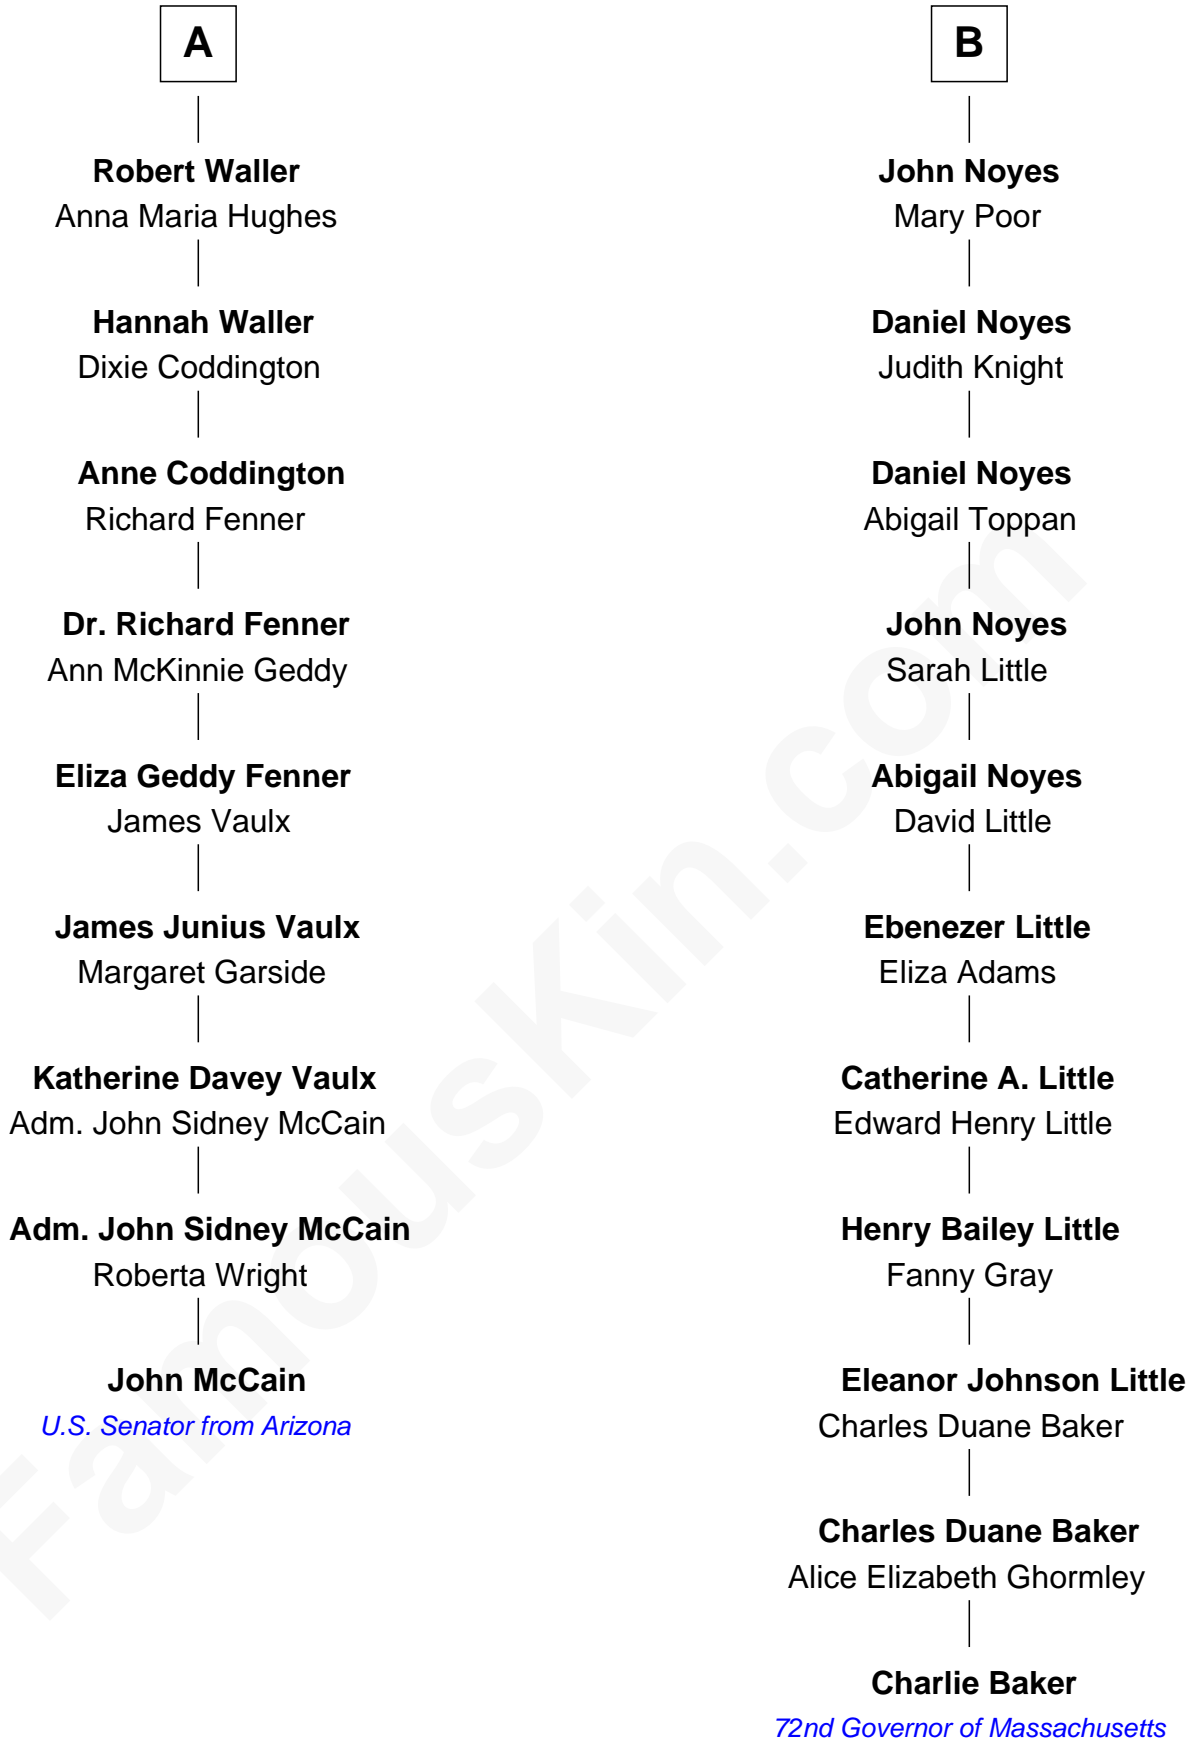 A
Robert Waller
Anna Maria Hughes
Hannah Waller
Dixie Coddington
Anne Coddington
Richard Fenner
Dr. Richard Fenner
Ann McKinnie Geddy
Eliza Geddy Fenner
James Vaulx
James Junius Vaulx
Margaret Garside
Katherine Davey Vaulx
Adm. John Sidney McCain
Adm. John Sidney McCain
Roberta Wright
John McCain
U.S. Senator from Arizona
B
John Noyes
Mary Poor
Daniel Noyes
Judith Knight
Daniel Noyes
Abigail Toppan
John Noyes
Sarah Little
Abigail Noyes
David Little
Ebenezer Little
Eliza Adams
Catherine A. Little
Edward Henry Little
Henry Bailey Little
Fanny Gray
Eleanor Johnson Little
Charles Duane Baker
Charles Duane Baker
Alice Elizabeth Ghormley
Charlie Baker
72nd Governor of Massachusetts
FamousKin.com